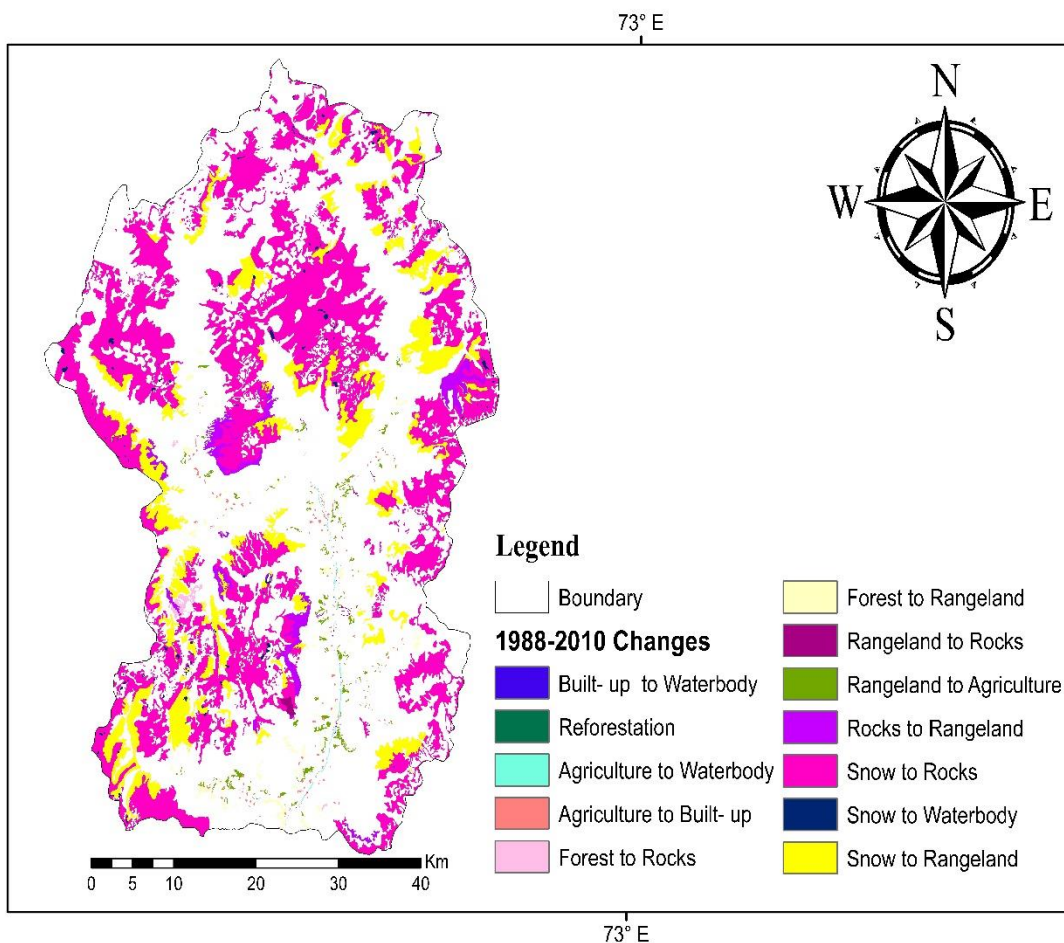 73° E
N
W E
S
Legend
Boundary
1988-2010 Changes
Built- up to Waterbody
Reforestation
Agriculture to Waterbody
Agriculture to Built- up
Forest to Rocks
Forest to Rangeland
Rangeland to Rocks
Rangeland to Agriculture
Rocks to Rangeland
Snow to Rocks
Snow to Waterbody
Snow to Rangeland
Km
0 5 10 20 30 40
73° E